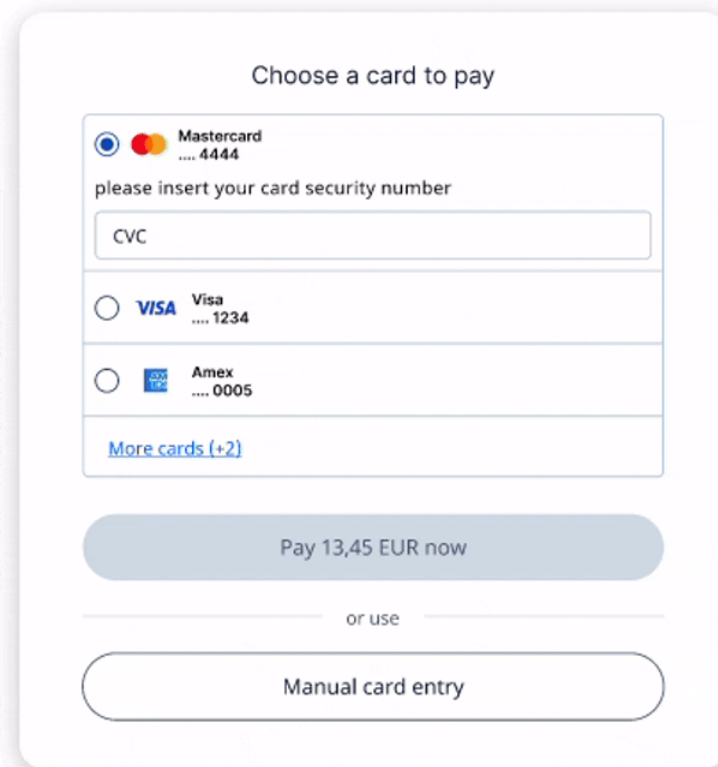 Choose a card to pay
Mastercard
.... 4444
please insert your card security number
CVC
VISA
Visa
.... 1234
Amex
.... 0005
More cards (+2)
Pay 13,45 EUR now
or use
Manual card entry